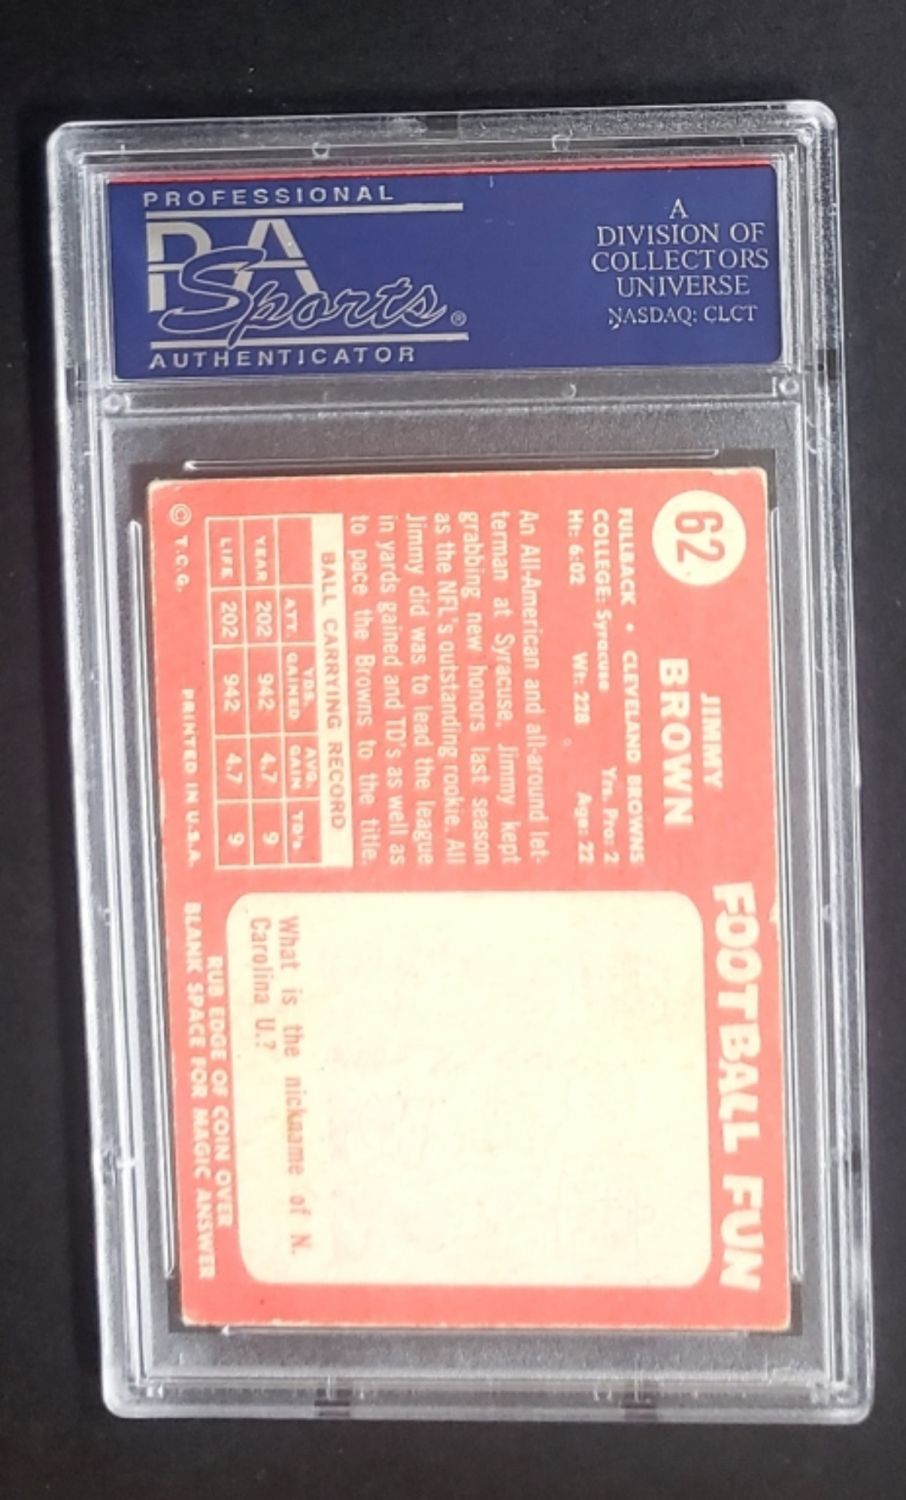 PROFESSIONAL
PSA
Sports®
AUTHENTICATOR
A
DIVISION OF
COLLECTORS
UNIVERSE
NASDAQ: CLCT
62
JIMMY
BROWN
FULLBACK • CLEVELAND BROWNS
COLLEGE: Syracuse Yrs. Pro: 2
Ht: 6:02 Wt: 228 Age: 22
An All-American and all-around let-
terman at Syracuse, Jimmy kept
grabbing new honors last season
as the NFL's outstanding rookie. All
Jimmy did was to lead the league
in yards gained and TD's as well as
to pace the Browns to the title.
BALL CARRYING RECORD
ATT. YDS. GAINED AVG. GAIN TD's
YEAR 202 942 4.7 9
LIFE 202 942 4.7 9
© T.C.G. PRINTED IN U.S.A.
FOOTBALL FUN
What is the nickname of N.
Carolina U.?
RUB EDGE OF COIN OVER
BLANK SPACE FOR MAGIC ANSWER